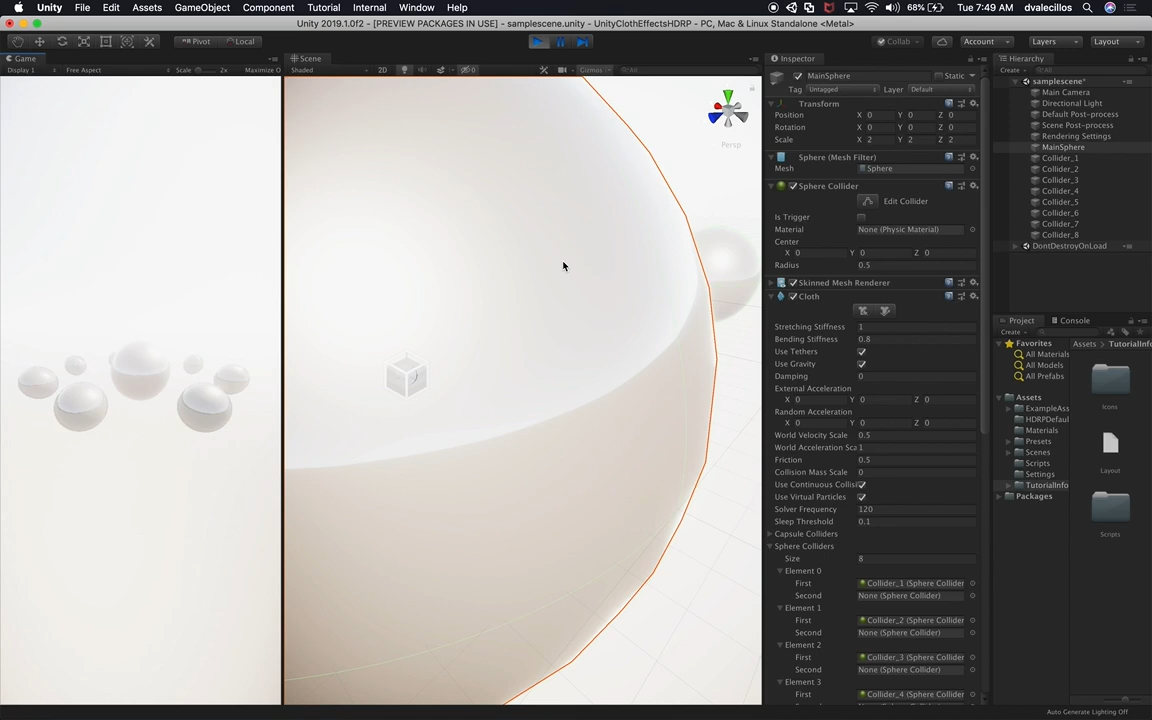 Unity File Edit Assets GameObject Component Tutorial Internal Window Help 68% Tue 7:49 AM dvalecillos
Unity 2019.1.0f2 - [PREVIEW PACKAGES IN USE] - samplescene.unity - UnityClothEffectsHDRP - PC, Mac & Linux Standalone <Metal>
Pivot Local Collab Account Layers Layout
Game Scene Inspector Hierarchy
Display 1 Free Aspect Scale 2x Maximize O Shaded 2D Gizmos All
Create All
MainSphere Static
Tag Untagged Layer Default
Transform
Position X 0 Y 0 Z 0
Rotation X 0 Y 0 Z 0
Scale X 2 Y 2 Z 2
Sphere (Mesh Filter)
Mesh Sphere
Sphere Collider
Edit Collider
Is Trigger
Material None (Physic Material)
Center
X 0 Y 0 Z 0
Radius 0.5
Skinned Mesh Renderer
Cloth
Stretching Stiffness 1
Bending Stiffness 0.8
Use Tethers
Use Gravity
Damping 0
External Acceleration
X 0 Y 0 Z 0
Random Acceleration
X 0 Y 0 Z 0
World Velocity Scale 0.5
World Acceleration Sca 1
Friction 0.5
Collision Mass Scale 0
Use Continuous Collis
Use Virtual Particles
Solver Frequency 120
Sleep Threshold 0.1
Capsule Colliders
Sphere Colliders
Size 8
Element 0
First Collider_1 (Sphere Collider
Second None (Sphere Collider)
Element 1
First Collider_2 (Sphere Collider
Second None (Sphere Collider)
Element 2
First Collider_3 (Sphere Collider
Second None (Sphere Collider)
Element 3
First Collider_4 (Sphere Collider
samplescene*
Main Camera
Directional Light
Default Post-process
Scene Post-process
Rendering Settings
MainSphere
Collider_1
Collider_2
Collider_3
Collider_4
Collider_5
Collider_6
Collider_7
Collider_8
DontDestroyOnLoad
Project Console
Create
Favorites
All Materials
All Models
All Prefabs
Assets
ExampleAss
HDRPDefaul
Materials
Presets
Scenes
Scripts
Settings
TutorialInfo
Packages
Assets TutorialInfo
Icons
Layout
Scripts
Persp
Auto Generate Lighting Off